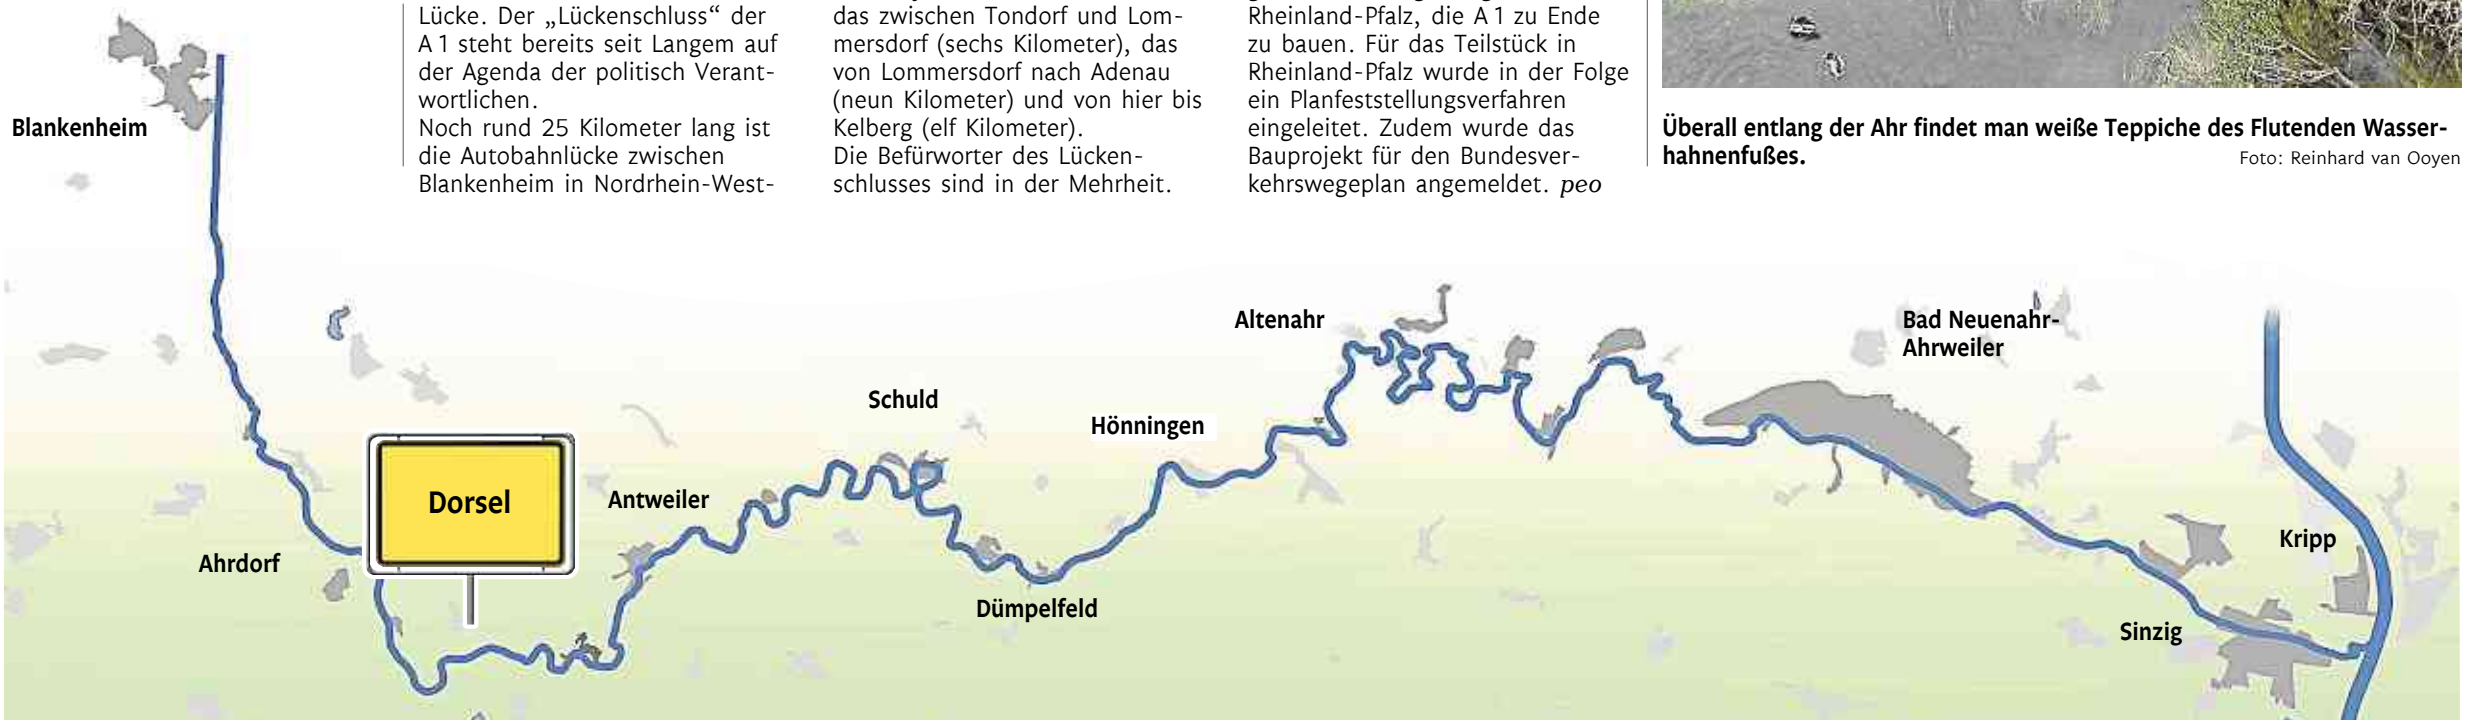 Lücke. Der „Lückenschluss“ der
A 1 steht bereits seit Langem auf
der Agenda der politisch Verant-
wortlichen.
Noch rund 25 Kilometer lang ist
die Autobahnlücke zwischen
Blankenheim in Nordrhein-West-
das zwischen Tondorf und Lom-
mersdorf (sechs Kilometer), das
von Lommersdorf nach Adenau
(neun Kilometer) und von hier bis
Kelberg (elf Kilometer).
Die Befürworter des Lücken-
schlusses sind in der Mehrheit.
Rheinland-Pfalz, die A 1 zu Ende
zu bauen. Für das Teilstück in
Rheinland-Pfalz wurde in der Folge
ein Planfeststellungsverfahren
eingeleitet. Zudem wurde das
Bauprojekt für den Bundesver-
kehrswegeplan angemeldet. peo
Überall entlang der Ahr findet man weiße Teppiche des Flutenden Wasser-
hahnenfußes.
Foto: Reinhard van Ooyen
Blankenheim
Ahrdorf
Dorsel
Antweiler
Schuld
Dümpelfeld
Hönningen
Altenahr
Bad Neuenahr-
Ahrweiler
Kripp
Sinzig